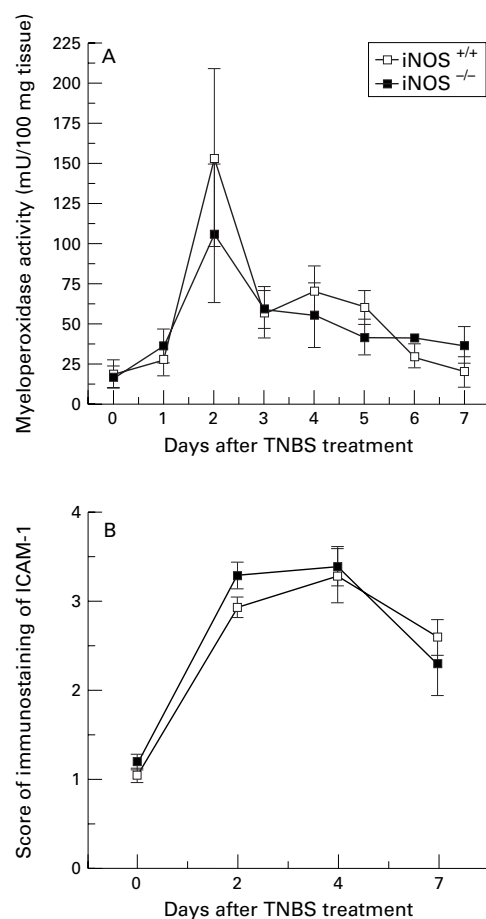 A
iNOS +/+
iNOS −/−
Myeloperoxidase activity (mU/100 mg tissue)
225
200
175
150
125
100
75
50
25
0
0 1 2 3 4 5 6 7
Days after TNBS treatment
B
Score of immunostaining of ICAM-1
4
3
2
1
0
0 2 4 7
Days after TNBS treatment